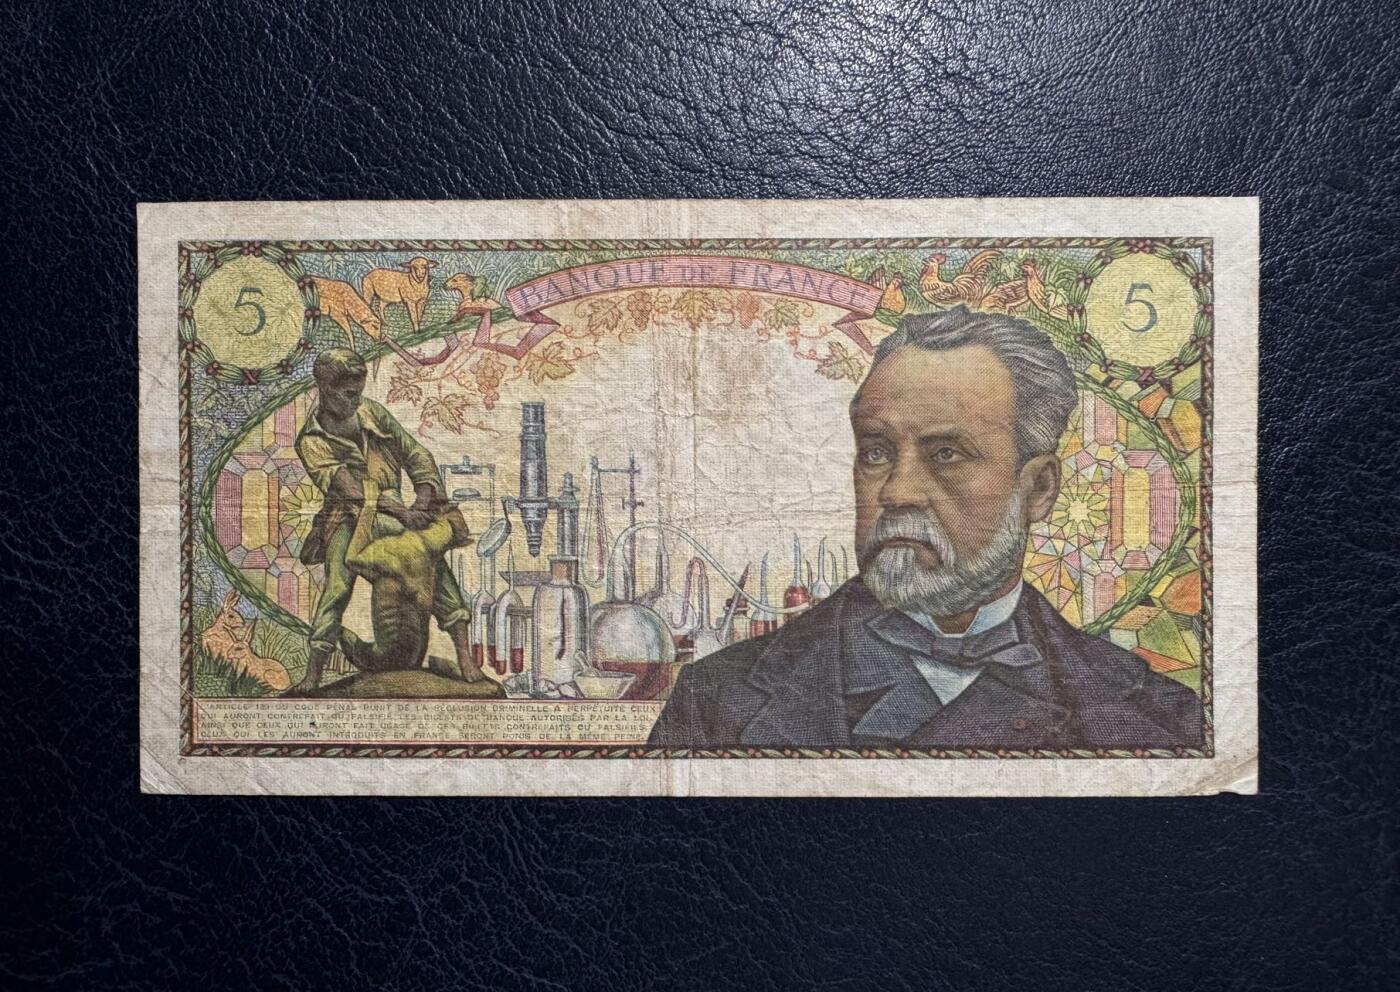 5
BANQUE DE FRANCE
5
L'ARTICLE 139 DU CODE PENAL PUNIT DE LA RÉCLUSION CRIMINELLE A PERPÉTUITÉ CEUX
QUI AURONT CONTREFAIT OU FALSIFIÉ LES BILLETS DE BANQUE AUTORISÉS PAR LA LOI,
AINSI QUE CEUX QUI AURONT FAIT USAGE DE CES BILLETS CONTREFAITS OU FALSIFIÉS.
CEUX QUI LES AURONT INTRODUITS EN FRANCE SERONT PUNIS DE LA MÊME PEINE.